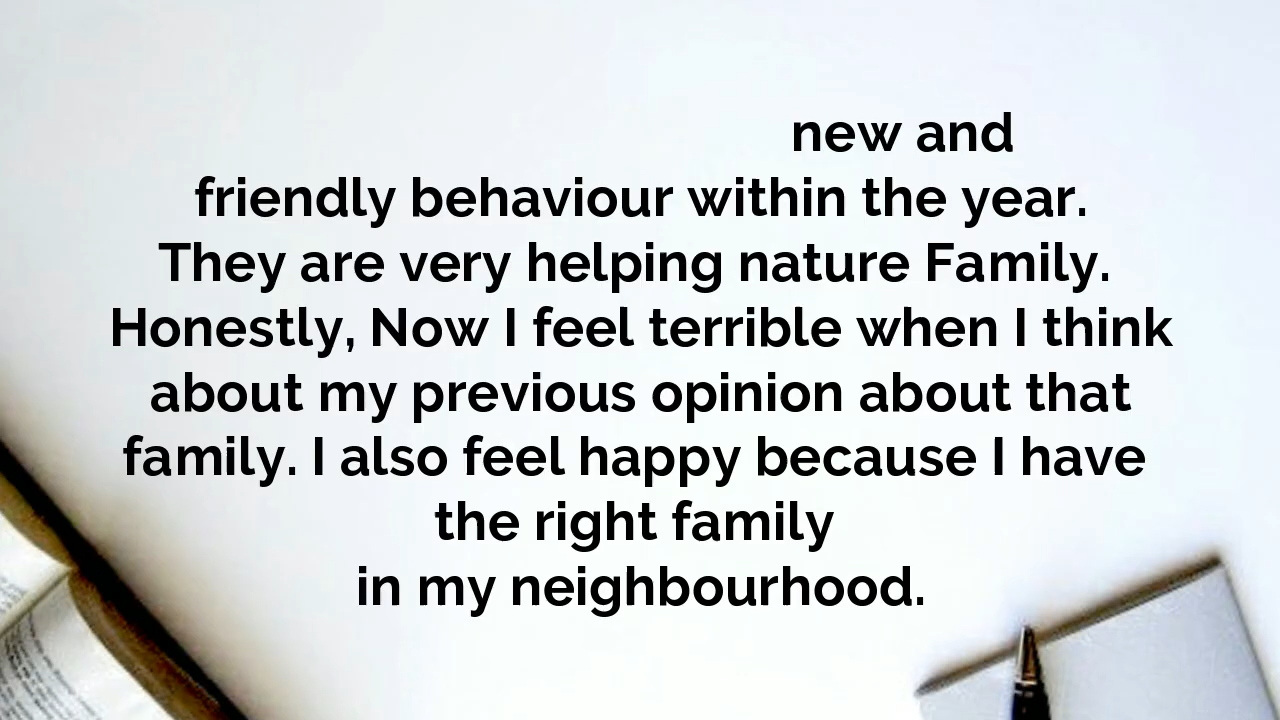 new and
friendly behaviour within the year.
They are very helping nature Family.
Honestly, Now I feel terrible when I think
about my previous opinion about that
family. I also feel happy because I have
the right family
in my neighbourhood.